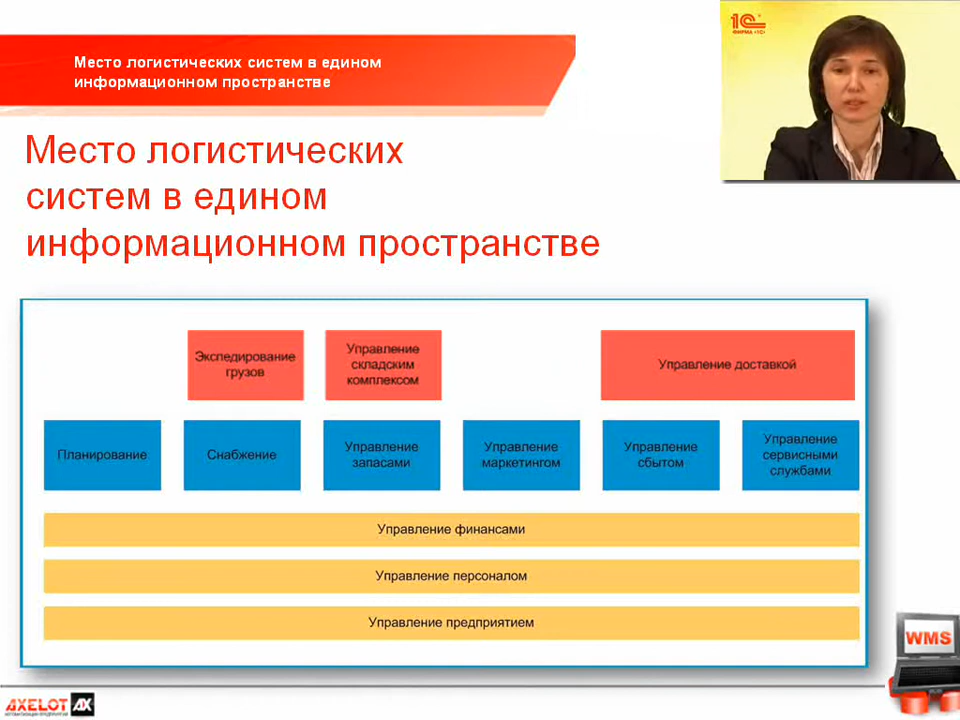 Место логистических систем в едином
информационном пространстве
1С
ФИРМА «1С»
Место логистических
систем в едином
информационном пространстве
Экспедирование
грузов
Управление
складским
комплексом
Управление доставкой
Планирование
Снабжение
Управление
запасами
Управление
маркетингом
Управление
сбытом
Управление
сервисными
службами
Управление финансами
Управление персоналом
Управление предприятием
WMS
AXELOT AX
АВТОМАТИЗАЦИЯ ПРЕДПРИЯТИЙ